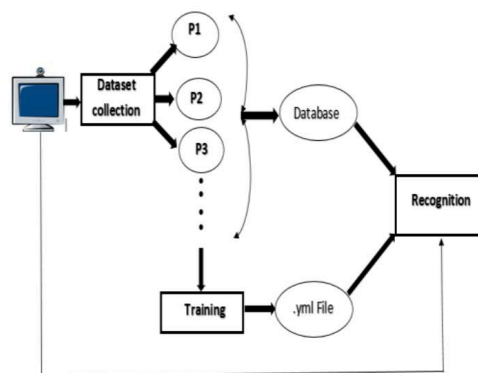 P1
Dataset
collection
P2
Database
P3
Recognition
Training
.yml File